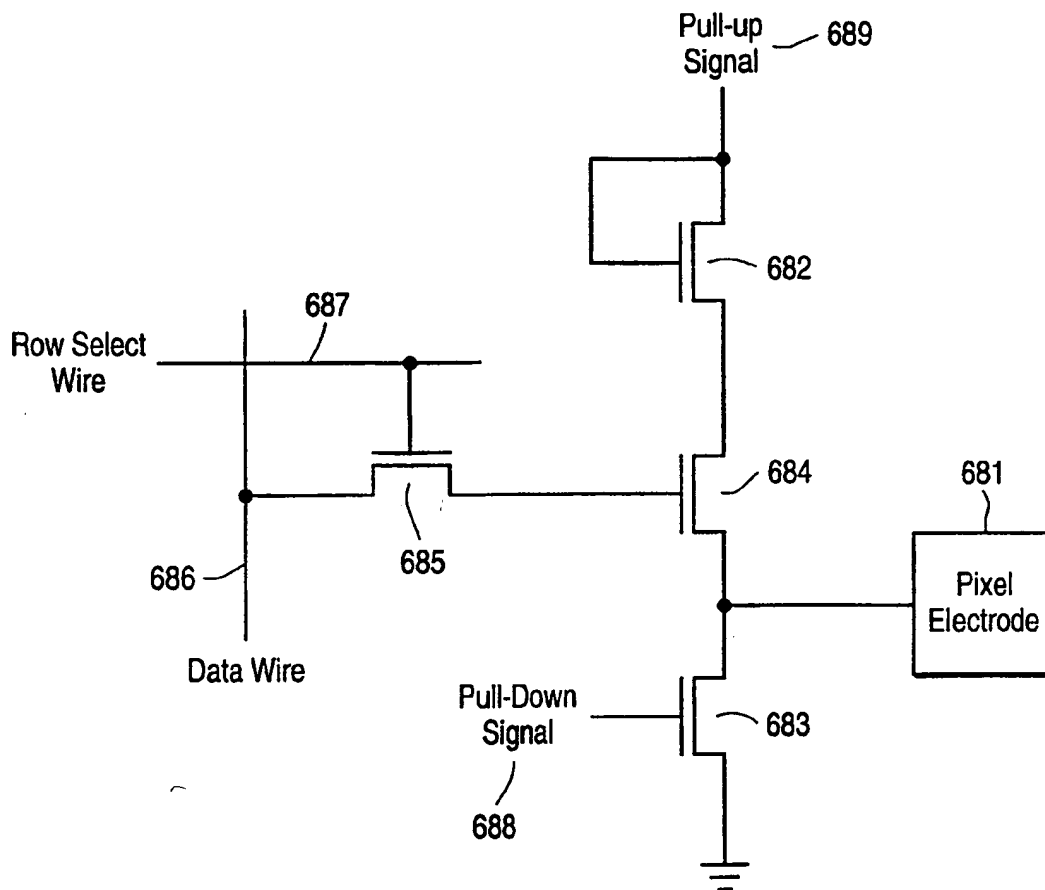 Pull-up
Signal
689
682
687
Row Select
Wire
684
681
685
686
Pixel
Electrode
Data Wire
Pull-Down
Signal
683
688